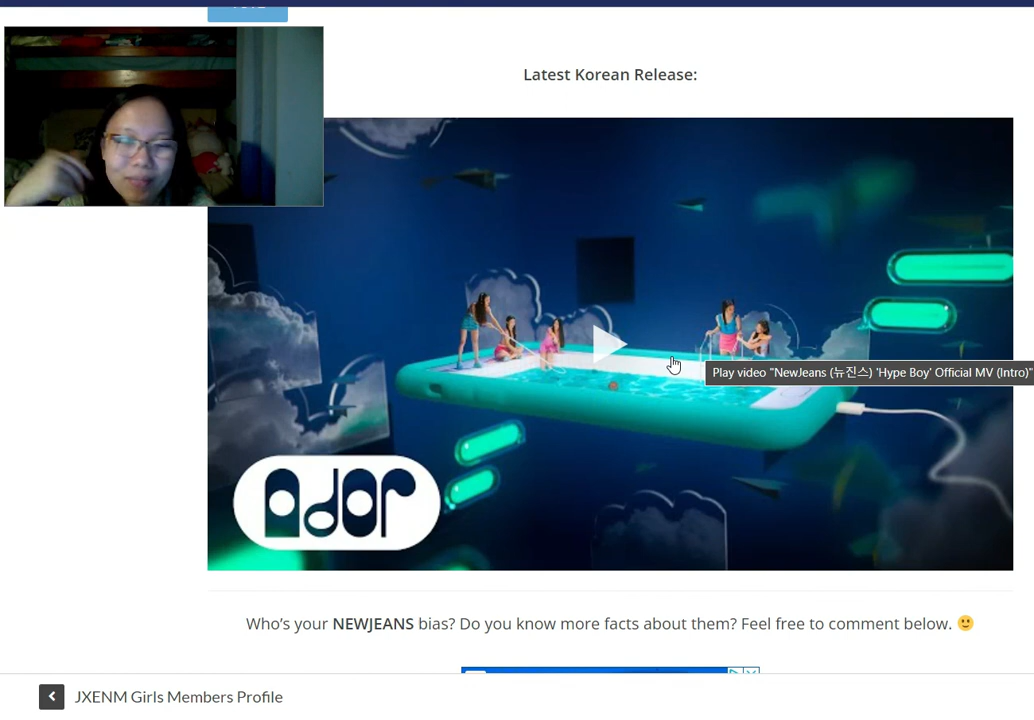 Latest Korean Release:
Play video "NewJeans (뉴진스) 'Hype Boy' Official MV (Intro)"
ador
Who's your NEWJEANS bias? Do you know more facts about them? Feel free to comment below. 🙂
JXENM Girls Members Profile